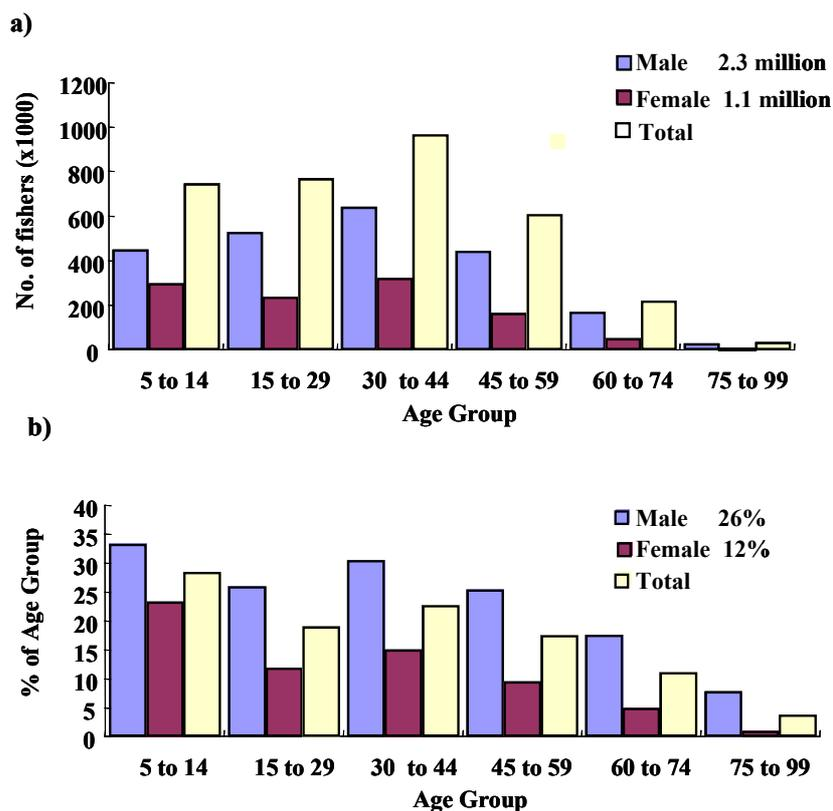 a)
No. of fishers (x1000)
1200
1000
800
600
400
200
0
Male 2.3 million
Female 1.1 million
Total
5 to 14 15 to 29 30 to 44 45 to 59 60 to 74 75 to 99
Age Group
b)
% of Age Group
40
35
30
25
20
15
10
5
0
Male 26%
Female 12%
Total
5 to 14 15 to 29 30 to 44 45 to 59 60 to 74 75 to 99
Age Group